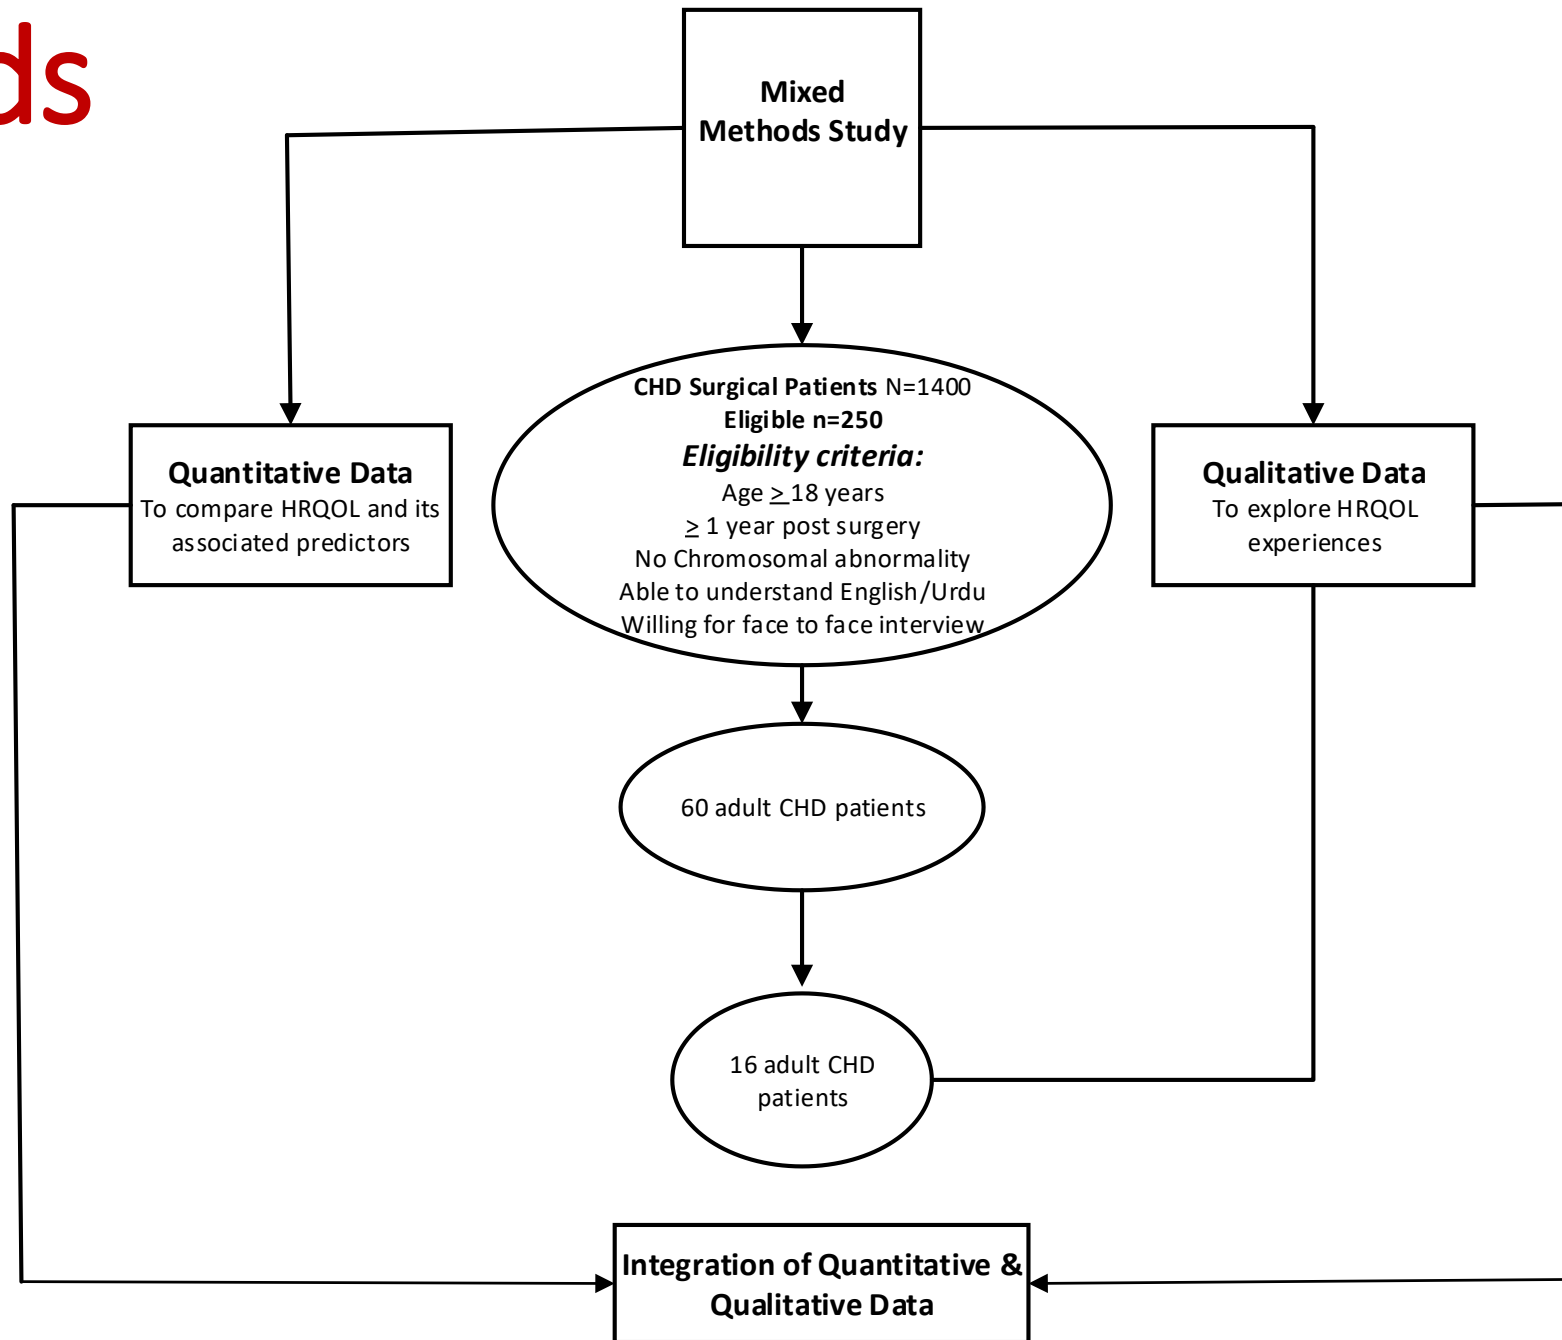 ds
Mixed
Methods Study
CHD Surgical Patients N=1400
Eligible n=250
Eligibility criteria:
Age ≥ 18 years
≥ 1 year post surgery
No Chromosomal abnormality
Able to understand English/Urdu
Willing for face to face interview
Quantitative Data
To compare HRQOL and its
associated predictors
Qualitative Data
To explore HRQOL
experiences
60 adult CHD patients
16 adult CHD
patients
Integration of Quantitative &
Qualitative Data